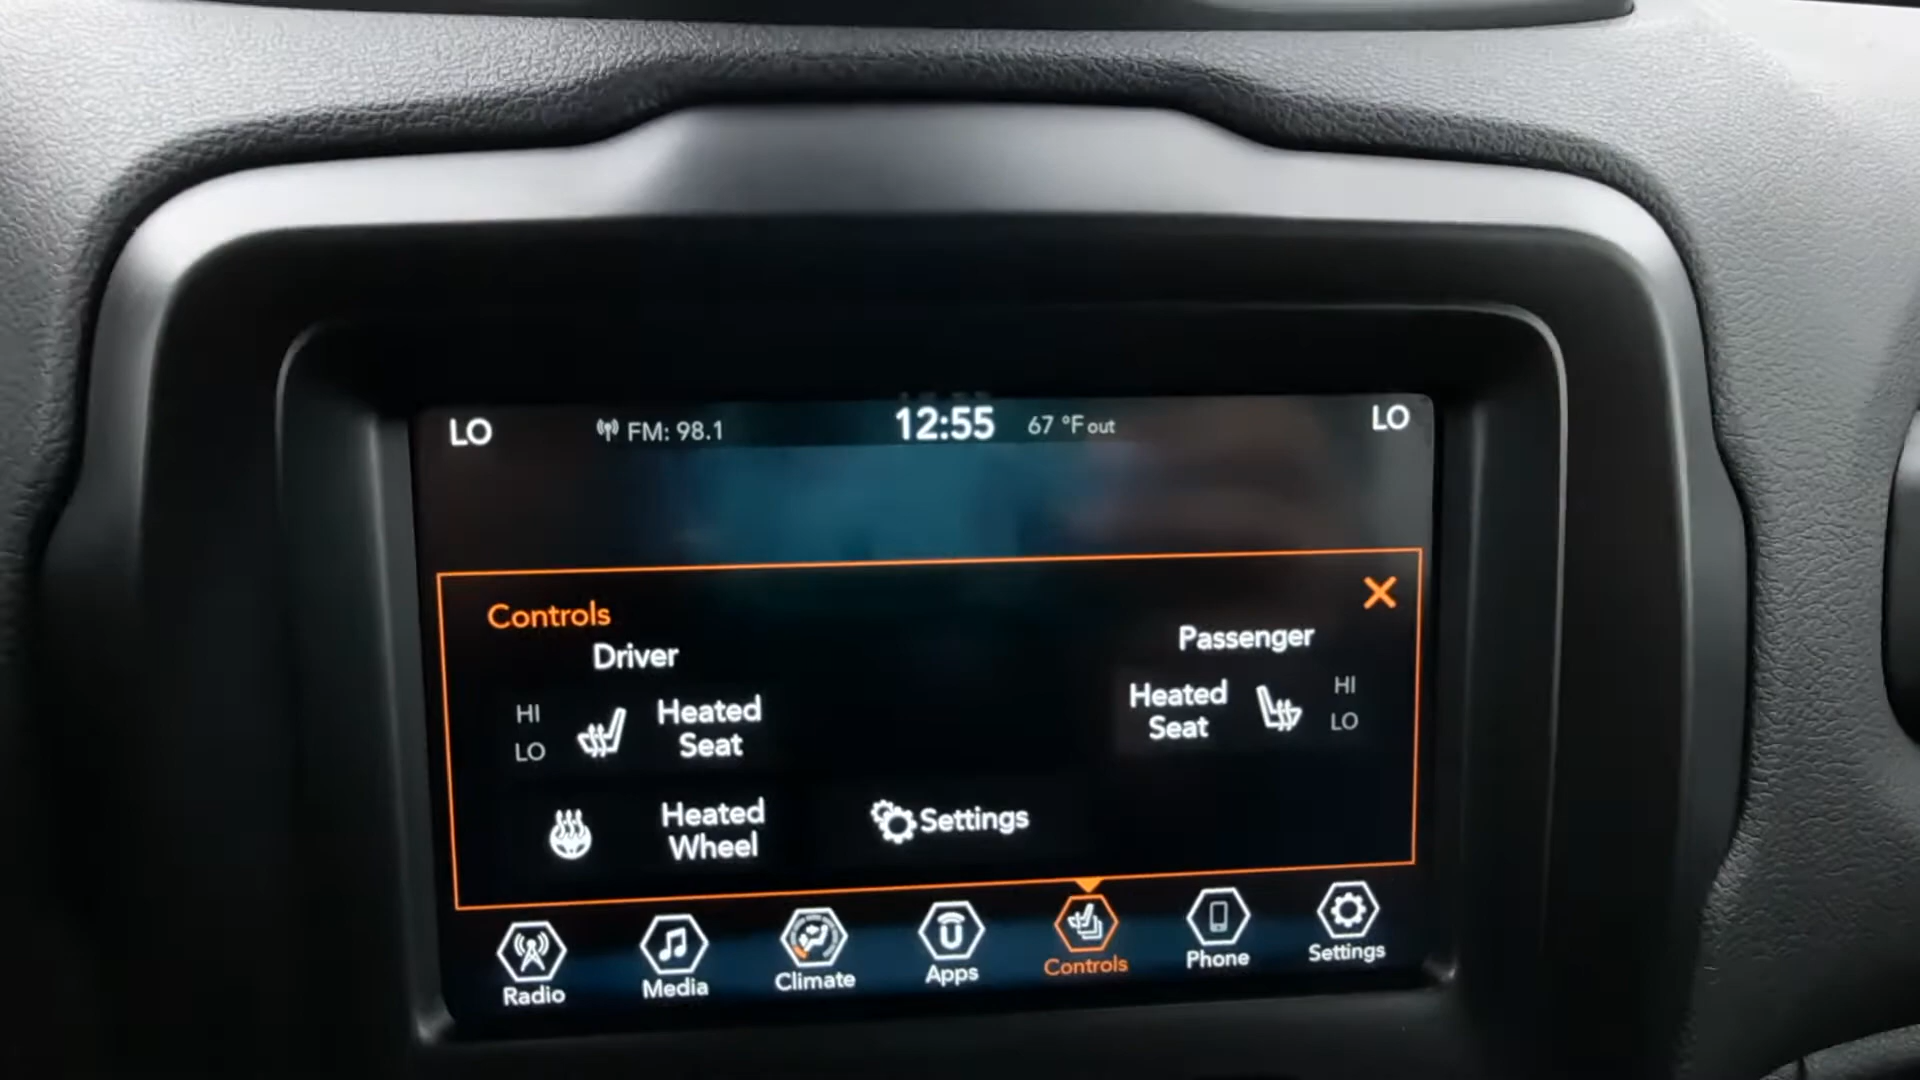 LO FM: 98.1 12:55 67 °F out LO
Controls
Driver
HI
LO
Heated
Seat
Passenger
Heated
Seat
HI
LO
Heated
Wheel
Settings
Radio Media Climate Apps Controls Phone Settings